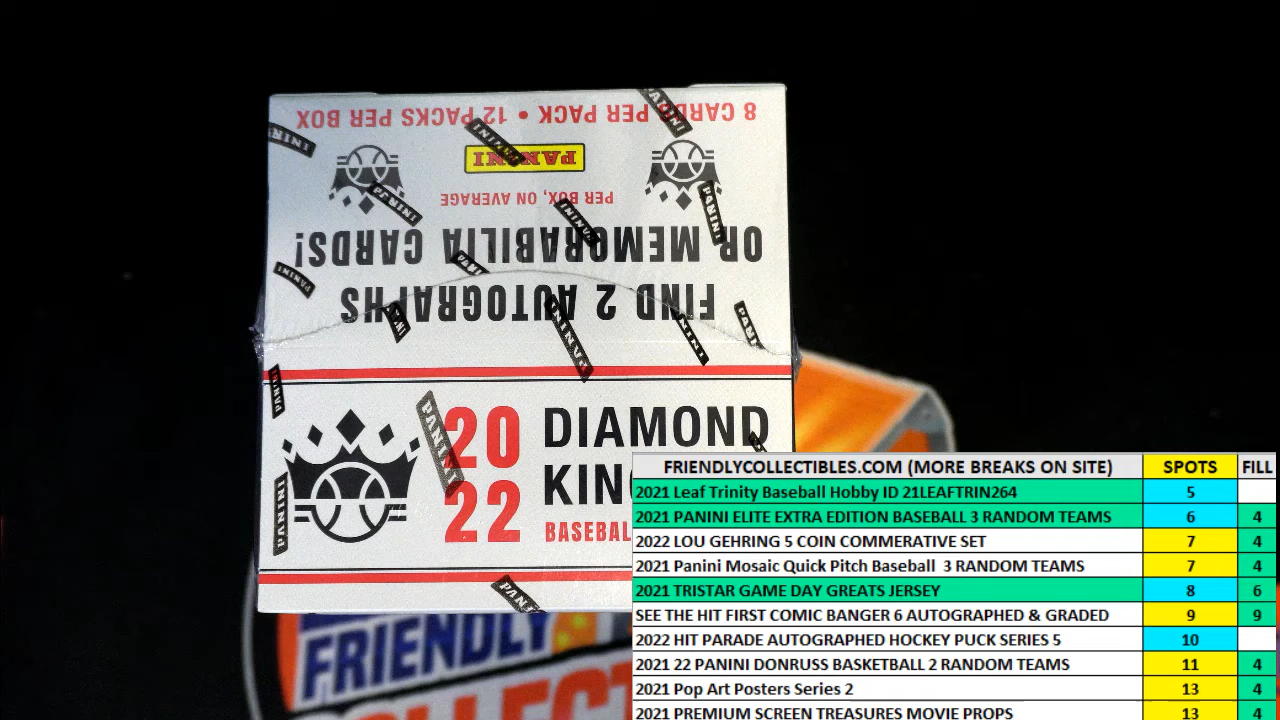 8 CARDS PER PACK • 12 PACKS PER BOX
PANINI
PER BOX, ON AVERAGE
OR MEMORABILIA CARDS!
FIND 2 AUTOGRAPHS
20 DIAMOND
22 KIN
BASEBAL
FRIENDLY
COLLECT
FRIENDLYCOLLECTIBLES.COM (MORE BREAKS ON SITE) SPOTS FILL
2021 Leaf Trinity Baseball Hobby ID 21LEAFTRIN264 5
2021 PANINI ELITE EXTRA EDITION BASEBALL 3 RANDOM TEAMS 6 4
2022 LOU GEHRING 5 COIN COMMERATIVE SET 7 4
2021 Panini Mosaic Quick Pitch Baseball 3 RANDOM TEAMS 7 4
2021 TRISTAR GAME DAY GREATS JERSEY 8 6
SEE THE HIT FIRST COMIC BANGER 6 AUTOGRAPHED & GRADED 9 9
2022 HIT PARADE AUTOGRAPHED HOCKEY PUCK SERIES 5 10
2021 22 PANINI DONRUSS BASKETBALL 2 RANDOM TEAMS 11 4
2021 Pop Art Posters Series 2 13 4
2021 PREMIUM SCREEN TREASURES MOVIE PROPS 13 4